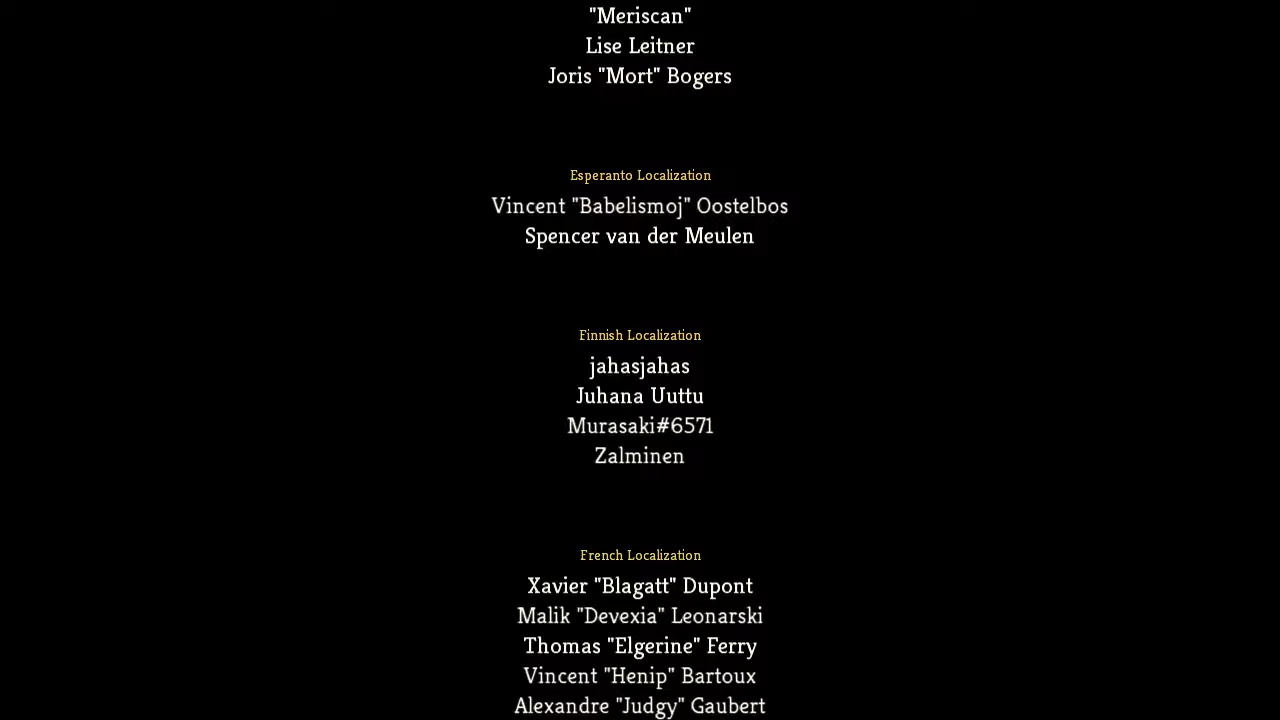 "Meriscan"
Lise Leitner
Joris "Mort" Bogers
Esperanto Localization
Vincent "Babelismoj" Oostelbos
Spencer van der Meulen
Finnish Localization
jahasjahas
Juhana Uuttu
Murasaki#6571
Zalminen
French Localization
Xavier "Blagatt" Dupont
Malik "Devexia" Leonarski
Thomas "Elgerine" Ferry
Vincent "Henip" Bartoux
Alexandre "Judgy" Gaubert